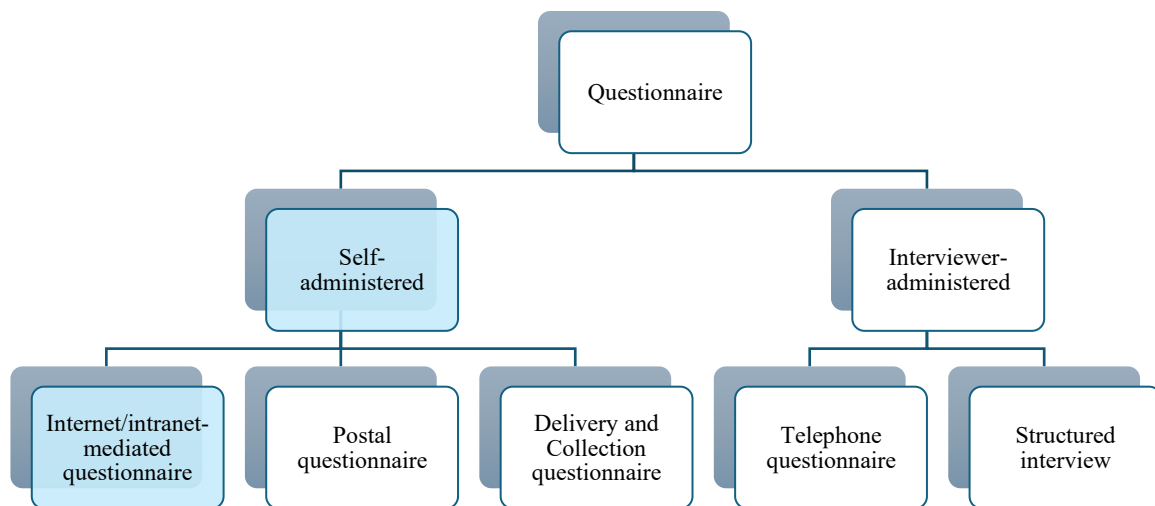 Questionnaire
Self-
administered
Interviewer-
administered
Internet/intranet-
mediated
questionnaire
Postal
questionnaire
Delivery and
Collection
questionnaire
Telephone
questionnaire
Structured
interview